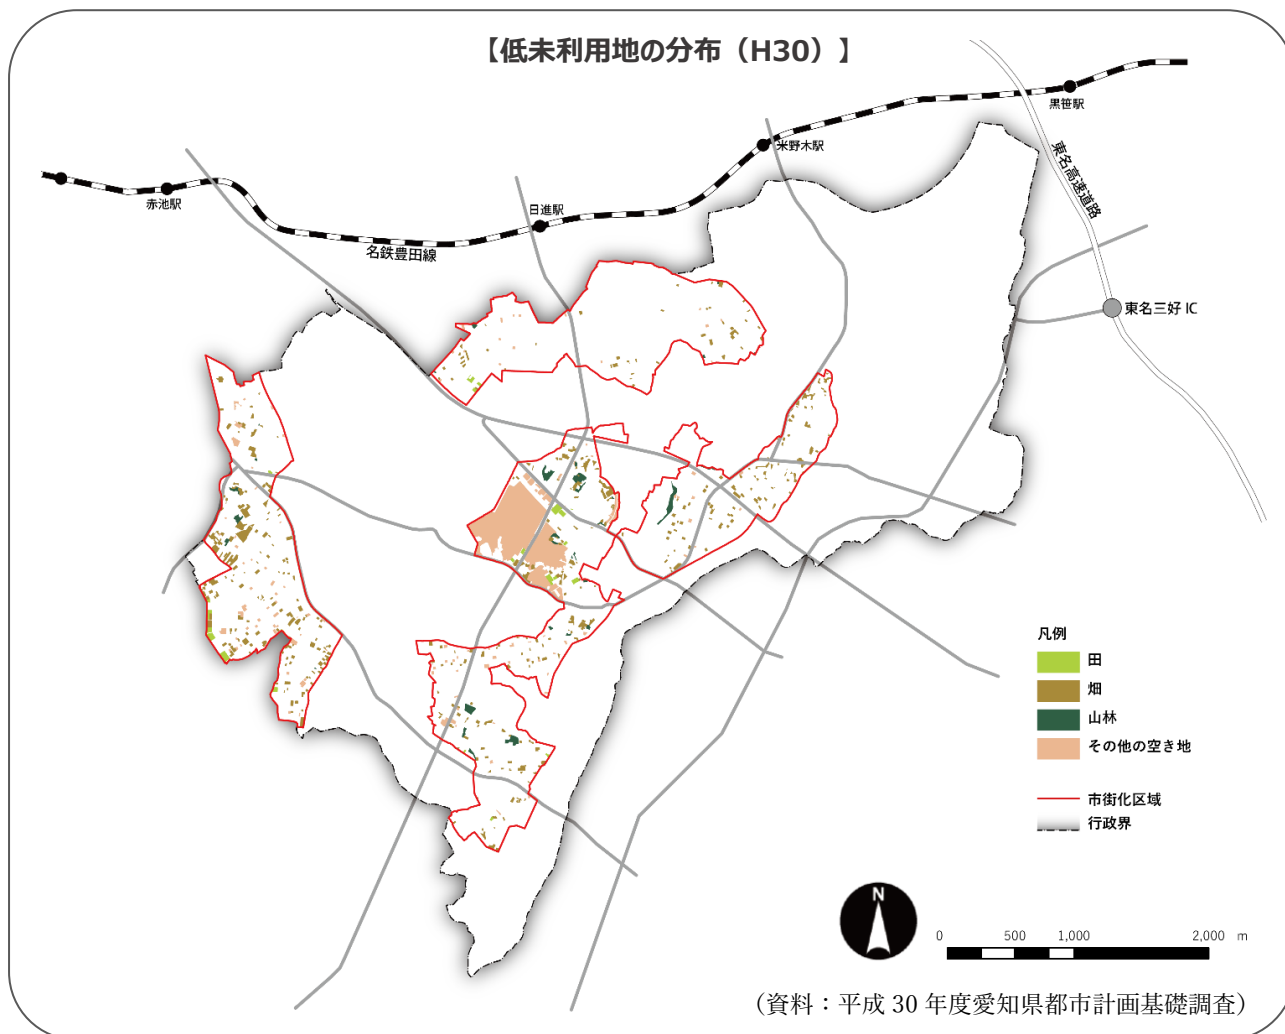 【低未利用地の分布（H30）】
黒笹駅
米野木駅
東名高速道路
赤池駅
日進駅
名鉄豊田線
東名三好 IC
凡例
田
畑
山林
その他の空き地
市街化区域
行政界
N
0 500 1,000 2,000 m
（資料：平成 30 年度愛知県都市計画基礎調査）